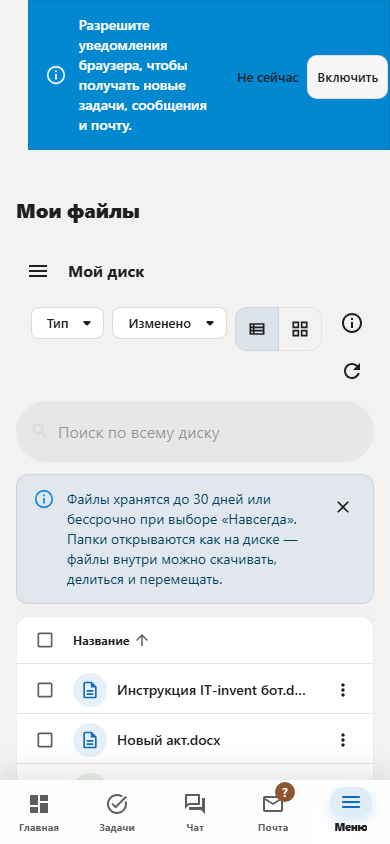 Разрешите
уведомления
браузера, чтобы
получать новые
задачи, сообщения
и почту.
Не сейчас
Включить
Мои файлы
Мой диск
Тип
Изменено
Поиск по всему диску
Файлы хранятся до 30 дней или
бессрочно при выборе «Навсегда».
Папки открываются как на диске —
файлы внутри можно скачивать,
делиться и перемещать.
Название
Инструкция IT-invent бот.d...
Новый акт.docx
?
Главная
Задачи
Чат
Почта
Меню